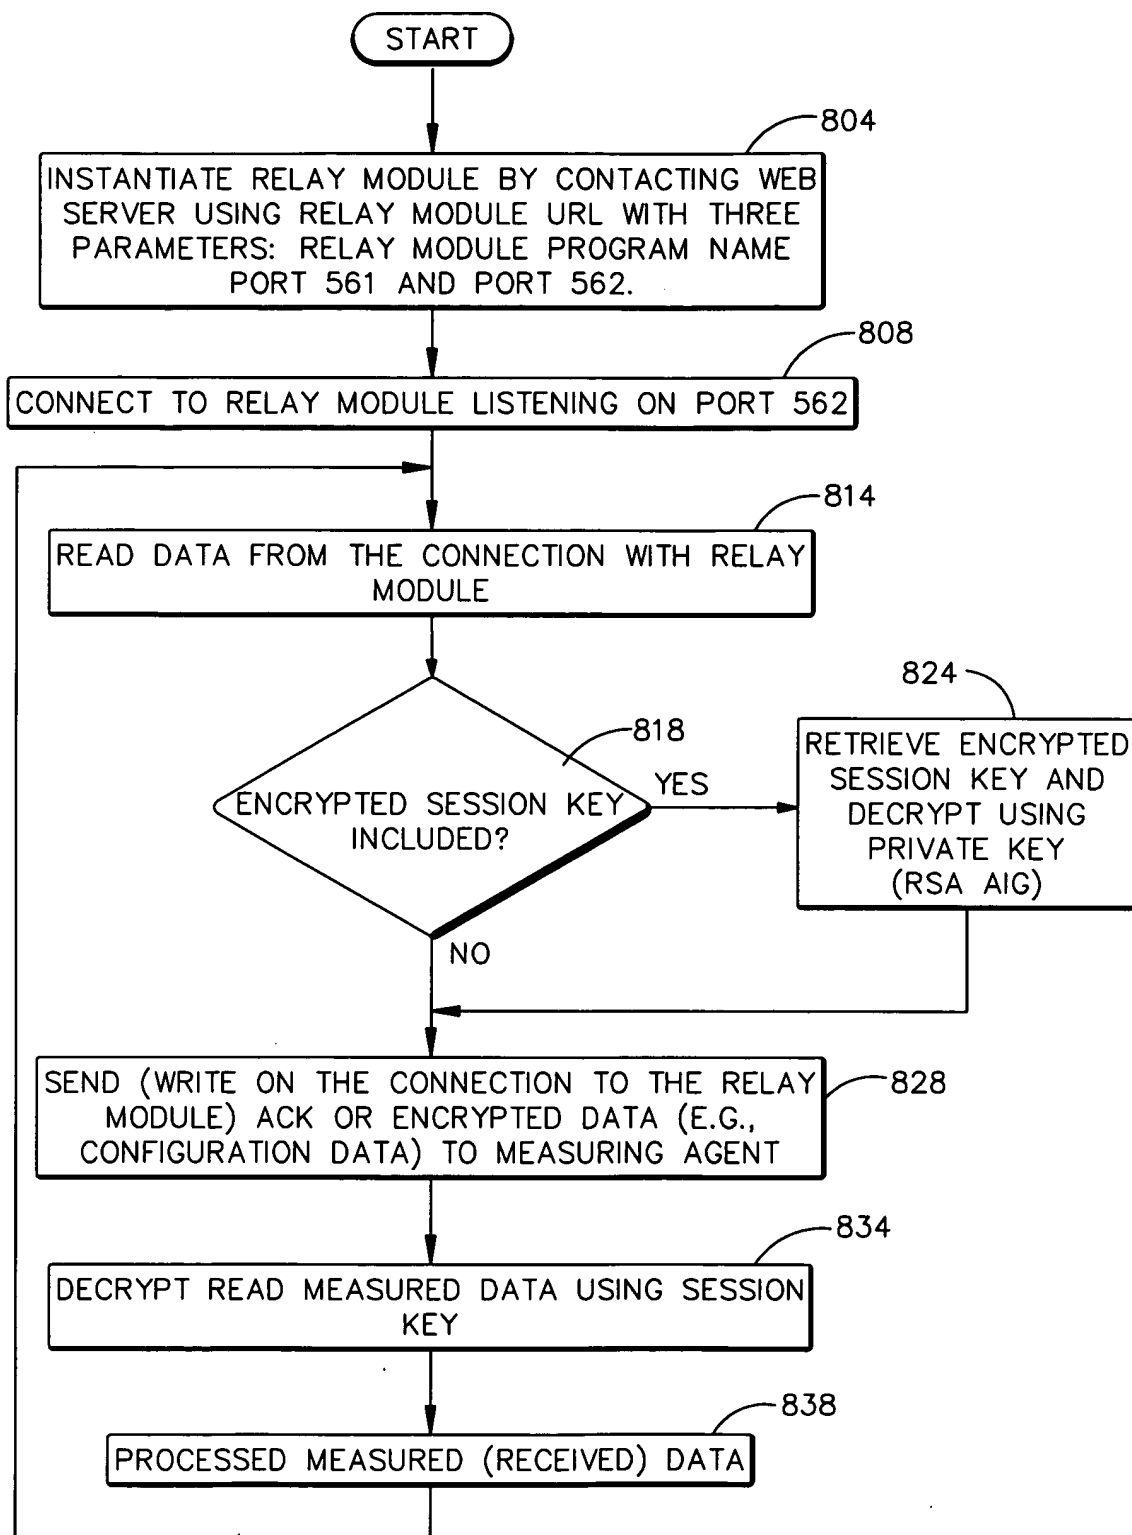 START
804
INSTANTIATE RELAY MODULE BY CONTACTING WEB
SERVER USING RELAY MODULE URL WITH THREE
PARAMETERS: RELAY MODULE PROGRAM NAME
PORT 561 AND PORT 562.
808
CONNECT TO RELAY MODULE LISTENING ON PORT 562
814
READ DATA FROM THE CONNECTION WITH RELAY
MODULE
818
ENCRYPTED SESSION KEY
INCLUDED?
YES
824
RETRIEVE ENCRYPTED
SESSION KEY AND
DECRYPT USING
PRIVATE KEY
(RSA AIG)
NO
828
SEND (WRITE ON THE CONNECTION TO THE RELAY
MODULE) ACK OR ENCRYPTED DATA (E.G.,
CONFIGURATION DATA) TO MEASURING AGENT
834
DECRYPT READ MEASURED DATA USING SESSION
KEY
838
PROCESSED MEASURED (RECEIVED) DATA